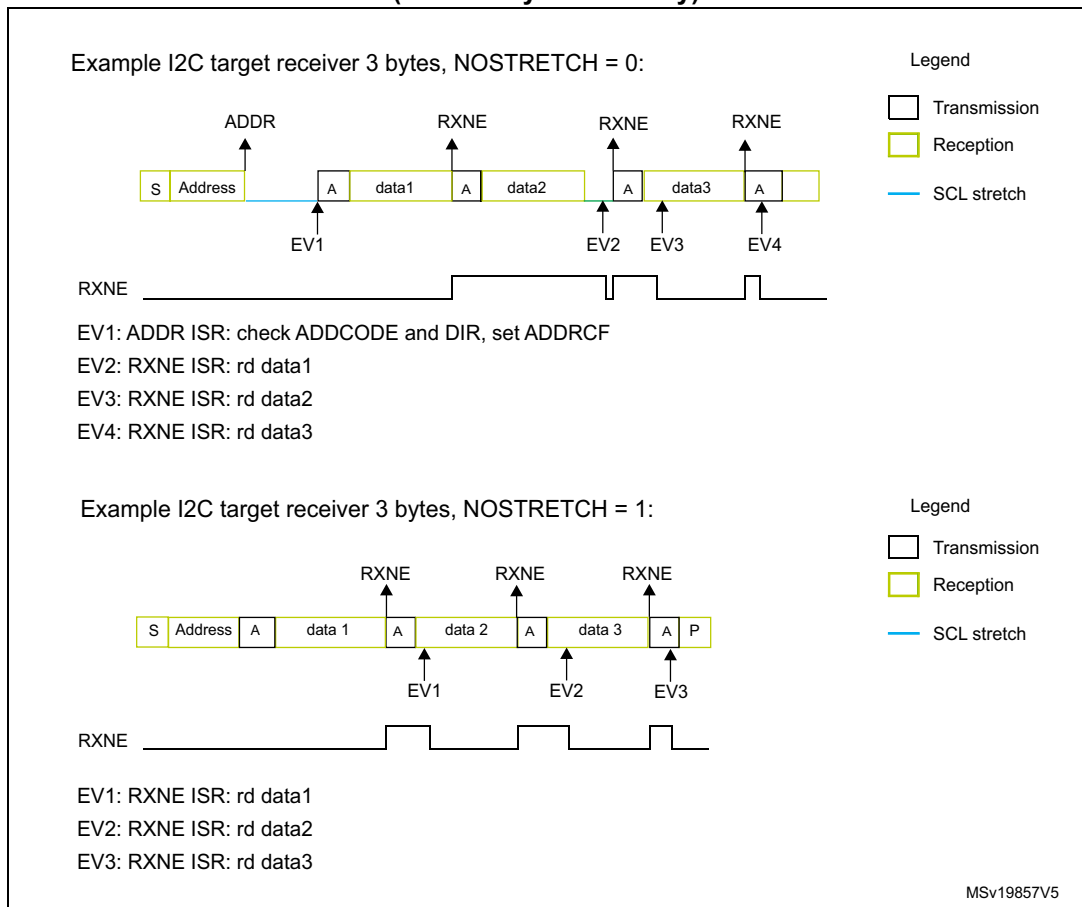 Example I2C target receiver 3 bytes, NOSTRETCH = 0:
Legend
Transmission
Reception
SCL stretch
ADDR RXNE RXNE RXNE
S Address A data1 A data2 A data3 A
EV1 EV2 EV3 EV4
RXNE
EV1: ADDR ISR: check ADDCODE and DIR, set ADDRCF
EV2: RXNE ISR: rd data1
EV3: RXNE ISR: rd data2
EV4: RXNE ISR: rd data3
Example I2C target receiver 3 bytes, NOSTRETCH = 1:
Legend
Transmission
Reception
SCL stretch
RXNE RXNE RXNE
S Address A data 1 A data 2 A data 3 A P
EV1 EV2 EV3
RXNE
EV1: RXNE ISR: rd data1
EV2: RXNE ISR: rd data2
EV3: RXNE ISR: rd data3
MSv19857V5